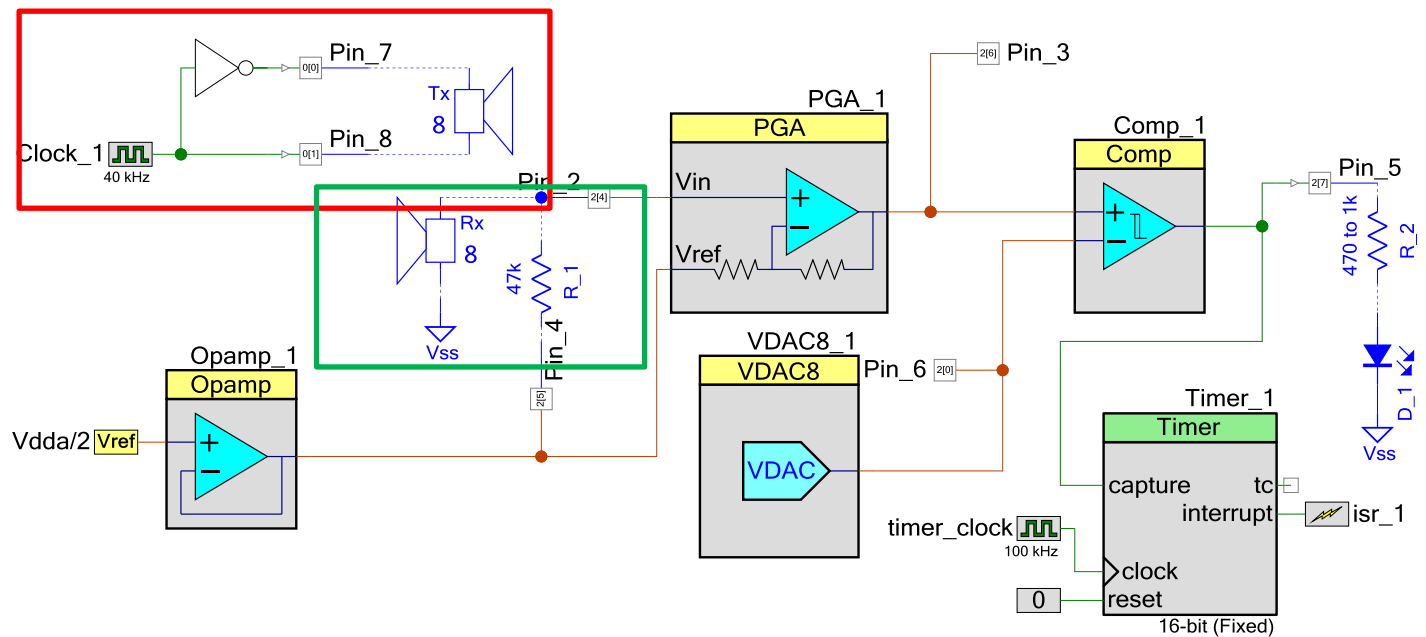 Pin_7
0[0]
Tx
8
Clock_1
40 kHz
Pin_8
0[1]
Pin_2
2[4]
Rx
8
47k
R_1
Vss
Pin_4
2[5]
Opamp_1
Opamp
Vdda/2
Vref
PGA_1
PGA
Vin
Vref
2[6]
Pin_3
VDAC8_1
VDAC8
VDAC
Pin_6
2[0]
Comp_1
Comp
Pin_5
2[7]
470 to 1k
R_2
D_1
Vss
Timer_1
Timer
capture
tc
interrupt
isr_1
timer_clock
100 kHz
clock
0
reset
16-bit (Fixed)